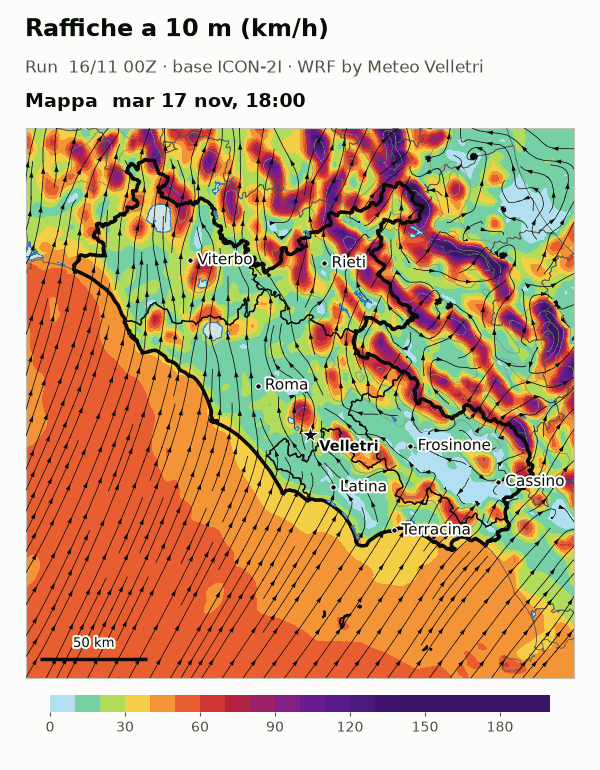 Raffiche a 10 m (km/h)
Run  16/11 00Z · base ICON-2I · WRF by Meteo Velletri
Mappa  mar 17 nov, 18:00
Viterbo
Rieti
Roma
Velletri
Frosinone
Latina
Cassino
Terracina
50 km
0 30 60 90 120 150 180